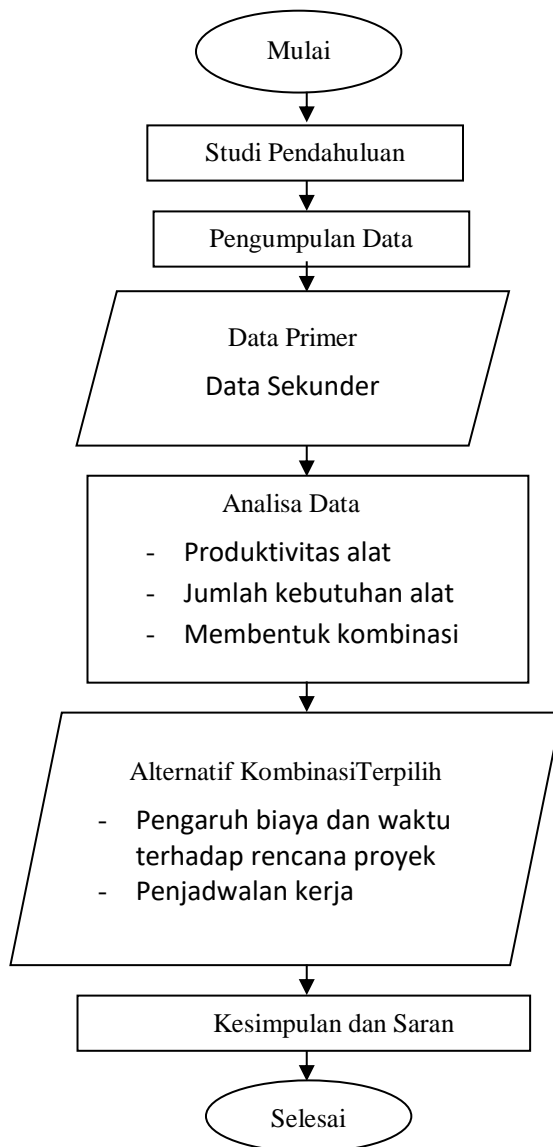 Mulai
Studi Pendahuluan
Pengumpulan Data
Data Primer
Data Sekunder
Analisa Data
- Produktivitas alat
- Jumlah kebutuhan alat
- Membentuk kombinasi
Alternatif KombinasiTerpilih
- Pengaruh biaya dan waktu
terhadap rencana proyek
- Penjadwalan kerja
Kesimpulan dan Saran
Selesai